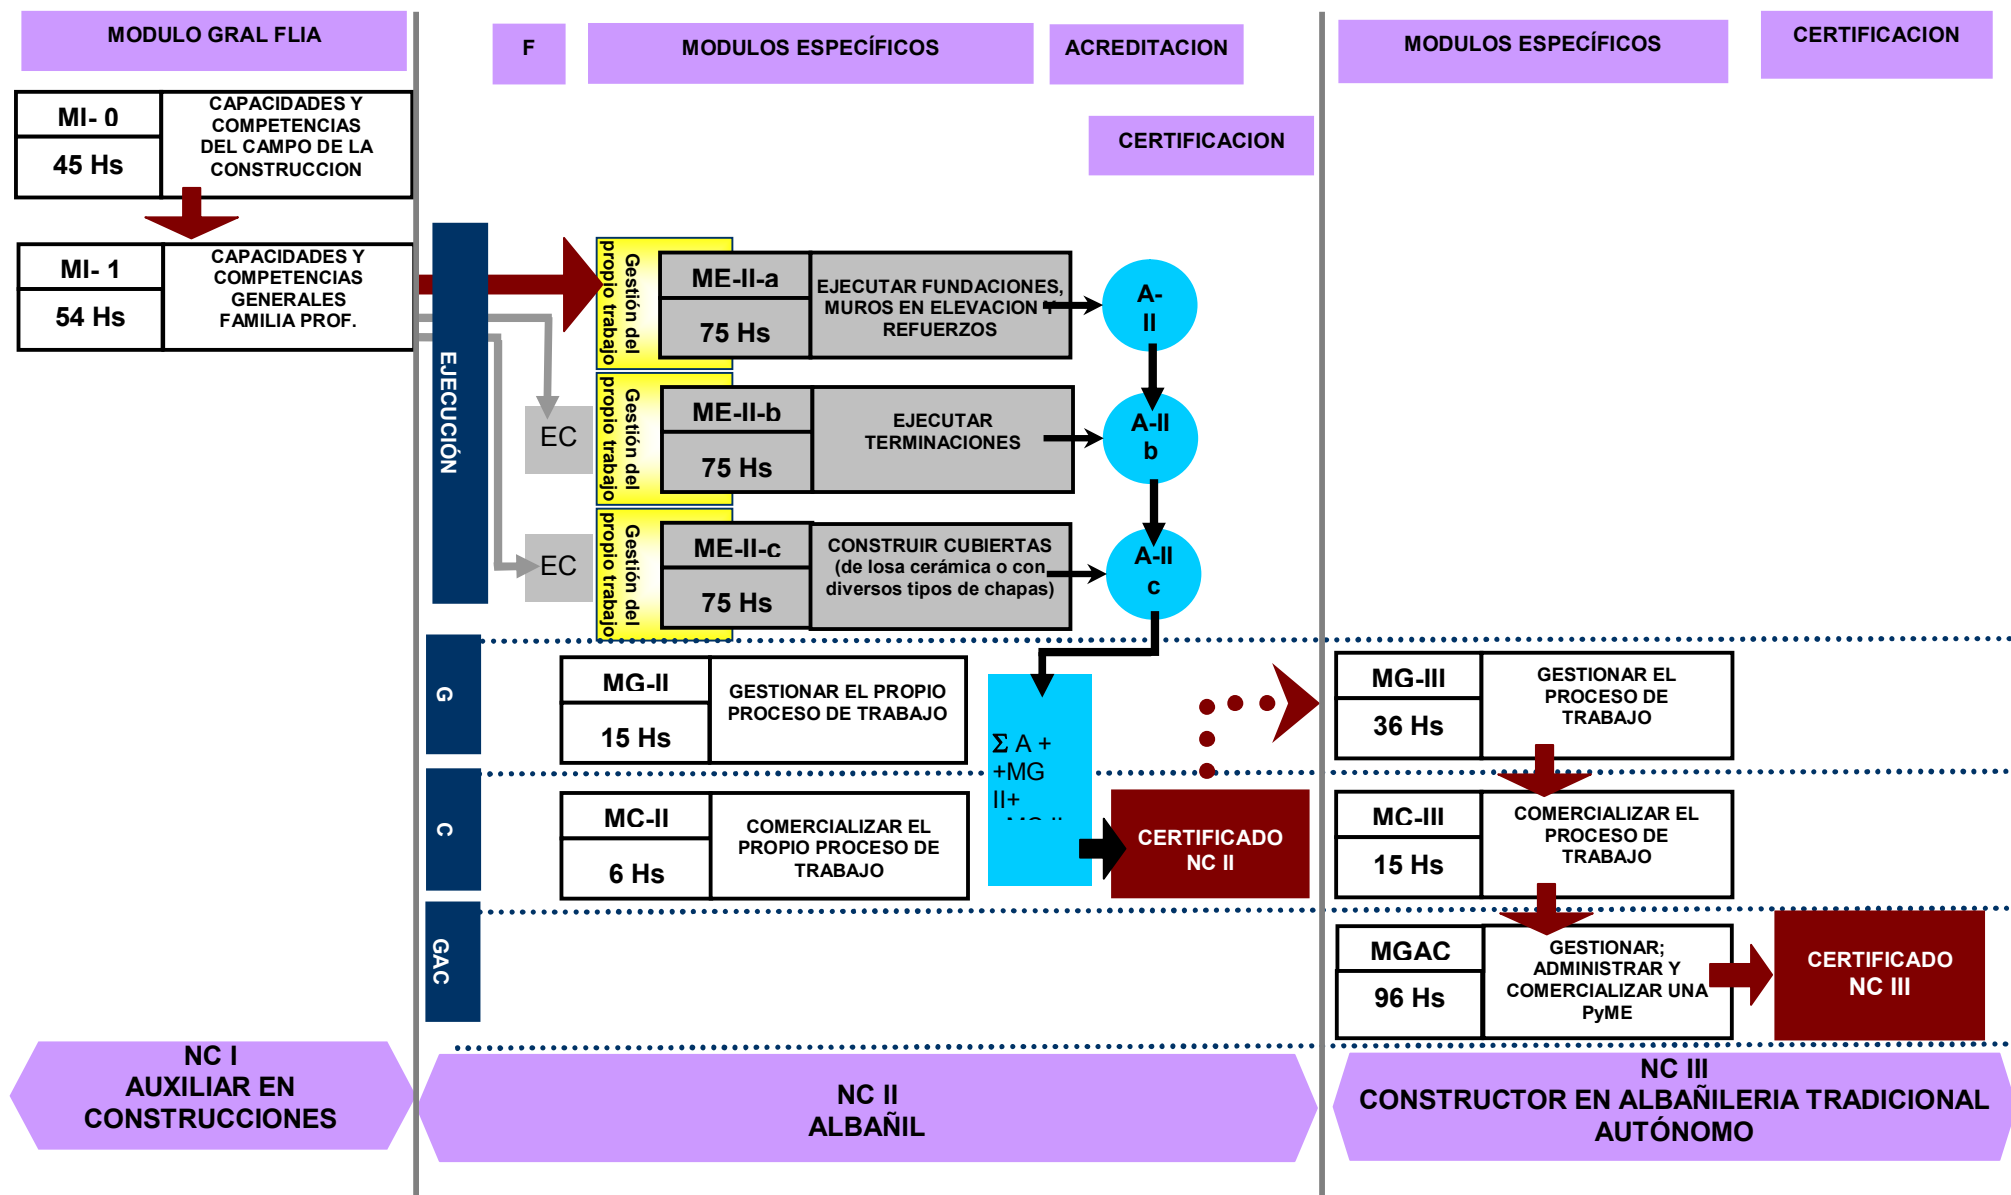 MODULO GRAL FLIA
F
MODULOS ESPECÍFICOS
ACREDITACION
CERTIFICACION
MODULOS ESPECÍFICOS
CERTIFICACION
MI- 0
45 Hs
CAPACIDADES Y
COMPETENCIAS
DEL CAMPO DE LA
CONSTRUCCION
MI- 1
54 Hs
CAPACIDADES Y
COMPETENCIAS
GENERALES
FAMILIA PROF.
EJECUCIÓN
Gestión del
propio trabajo
ME-II-a
75 Hs
EJECUTAR FUNDACIONES,
MUROS EN ELEVACION Y
REFUERZOS
A-
II
EC
Gestión del
propio trabajo
ME-II-b
75 Hs
EJECUTAR
TERMINACIONES
A-II
b
EC
Gestión del
propio trabajo
ME-II-c
75 Hs
CONSTRUIR CUBIERTAS
(de losa cerámica o con
diversos tipos de chapas)
A-II
c
G
MG-II
15 Hs
GESTIONAR EL PROPIO
PROCESO DE TRABAJO
Σ A +
+MG
II+
MG-III
36 Hs
GESTIONAR EL
PROCESO DE
TRABAJO
C
MC-II
6 Hs
COMERCIALIZAR EL
PROPIO PROCESO DE
TRABAJO
CERTIFICADO
NC II
MC-III
15 Hs
COMERCIALIZAR EL
PROCESO DE
TRABAJO
GAC
MGAC
96 Hs
GESTIONAR;
ADMINISTRAR Y
COMERCIALIZAR UNA
PyME
CERTIFICADO
NC III
NC I
AUXILIAR EN
CONSTRUCCIONES
NC II
ALBAÑIL
NC III
CONSTRUCTOR EN ALBAÑILERIA TRADICIONAL
AUTÓNOMO